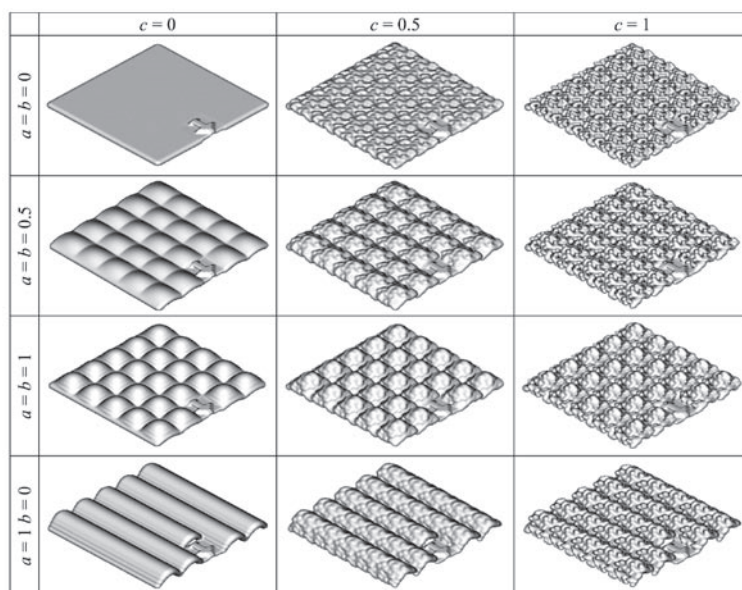 c = 0
c = 0.5
c = 1
a = b = 0
a = b = 0.5
a = b = 1
a = 1 b = 0